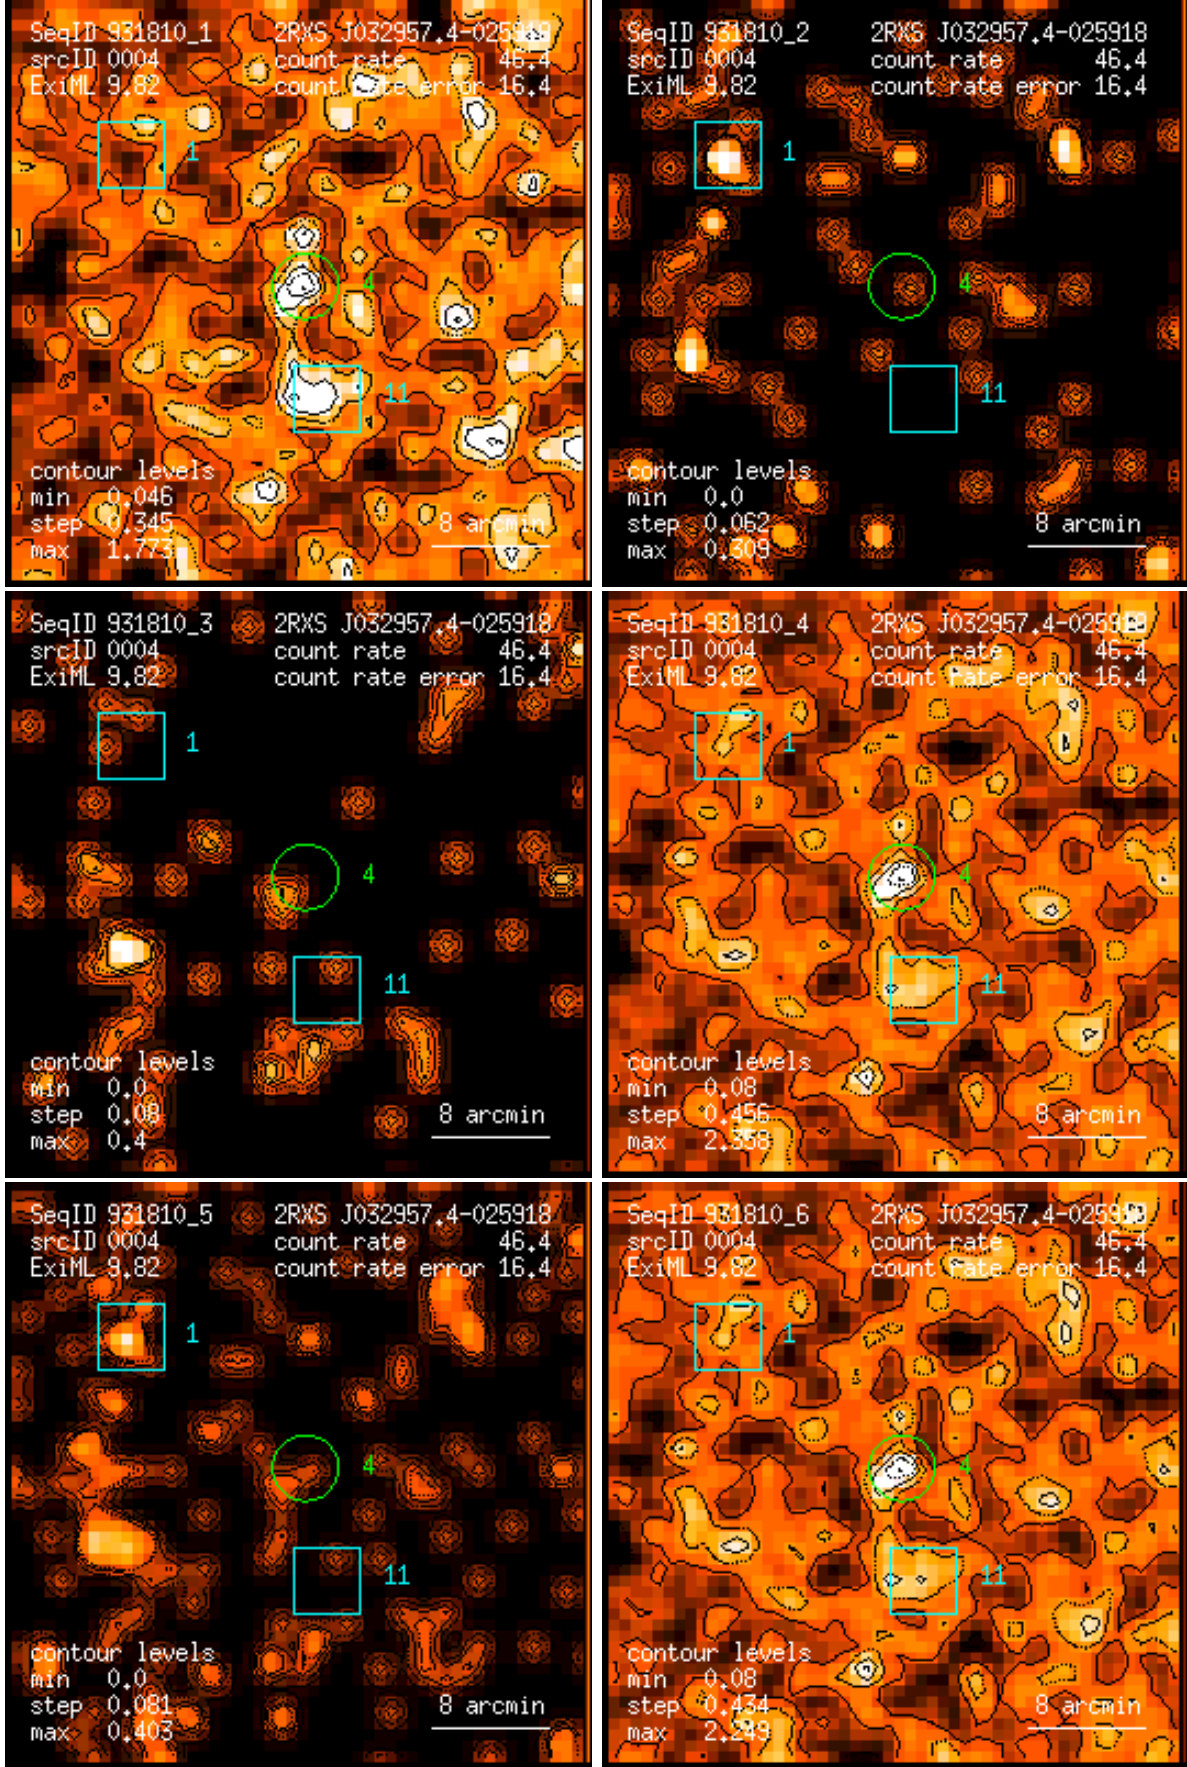 SeqID 931810_1 2RXS J032957.4-025918
srcID 0004 count rate 46.4
ExiML 9.82 count rate error 16.4
1
4
11
contour levels
min 0.046
step 0.345
max 1.773
8 arcmin
SeqID 931810_2 2RXS J032957.4-025918
srcID 0004 count rate 46.4
ExiML 9.82 count rate error 16.4
1
4
11
contour levels
min 0.0
step 0.062
max 0.309
8 arcmin
SeqID 931810_3 2RXS J032957.4-025918
srcID 0004 count rate 46.4
ExiML 9.82 count rate error 16.4
1
4
11
contour levels
min 0.0
step 0.08
max 0.4
8 arcmin
SeqID 931810_4 2RXS J032957.4-025918
srcID 0004 count rate 46.4
ExiML 9.82 count rate error 16.4
1
4
11
contour levels
min 0.08
step 0.456
max 2.358
8 arcmin
SeqID 931810_5 2RXS J032957.4-025918
srcID 0004 count rate 46.4
ExiML 9.82 count rate error 16.4
1
4
11
contour levels
min 0.0
step 0.081
max 0.403
8 arcmin
SeqID 931810_6 2RXS J032957.4-025918
srcID 0004 count rate 46.4
ExiML 9.82 count rate error 16.4
1
4
11
contour levels
min 0.08
step 0.434
max 2.249
8 arcmin